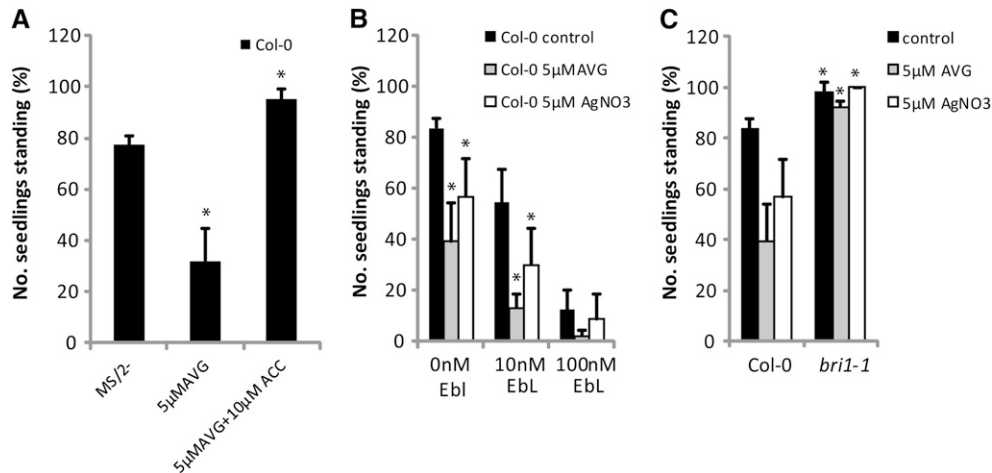 A
No. seedlings standing (%)
120
100
80
60
40
20
0
Col-0
*
*
MS/2-
5µMAVG
5µMAVG+10µM ACC
B
No. seedlings standing (%)
120
100
80
60
40
20
0
Col-0 control
Col-0 5µMAVG
Col-0 5µM AgNO3
*
*
*
*
0nM
Ebl
10nM
EbL
100nM
EbL
C
No. seedlings standing (%)
120
100
80
60
40
20
0
control
5µM AVG
5µM AgNO3
*
*
*
Col-0
bri1-1